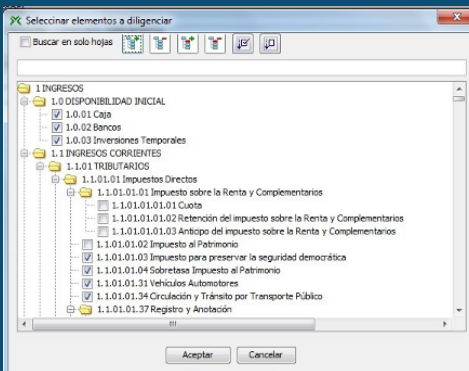 Seleccinar elementos a diligenciar
Buscar en solo hojas
1 INGRESOS
1.0 DISPONIBILIDAD INICIAL
1.0.01 Caja
1.0.02 Bancos
1.0.03 Inversiones Temporales
1.1 INGRESOS CORRIENTES
1.1.01 TRIBUTARIOS
1.1.01.01 Impuestos Directos
1.1.01.01.01 Impuesto sobre la Renta y Complementarios
1.1.01.01.01.01 Cuota
1.1.01.01.01.02 Retención del impuesto sobre la Renta y Complementarios
1.1.01.01.01.03 Anticipo del impuesto sobre la Renta y Complementarios
1.1.01.01.02 Impuesto al Patrimonio
1.1.01.01.03 Impuesto para preservar la seguridad democrática
1.1.01.01.04 Sobretasa Impuesto al Patrimonio
1.1.01.01.31 Vehículos Automotores
1.1.01.01.34 Circulación y Tránsito por Transporte Público
1.1.01.01.37 Registro y Anotación
Aceptar Cancelar